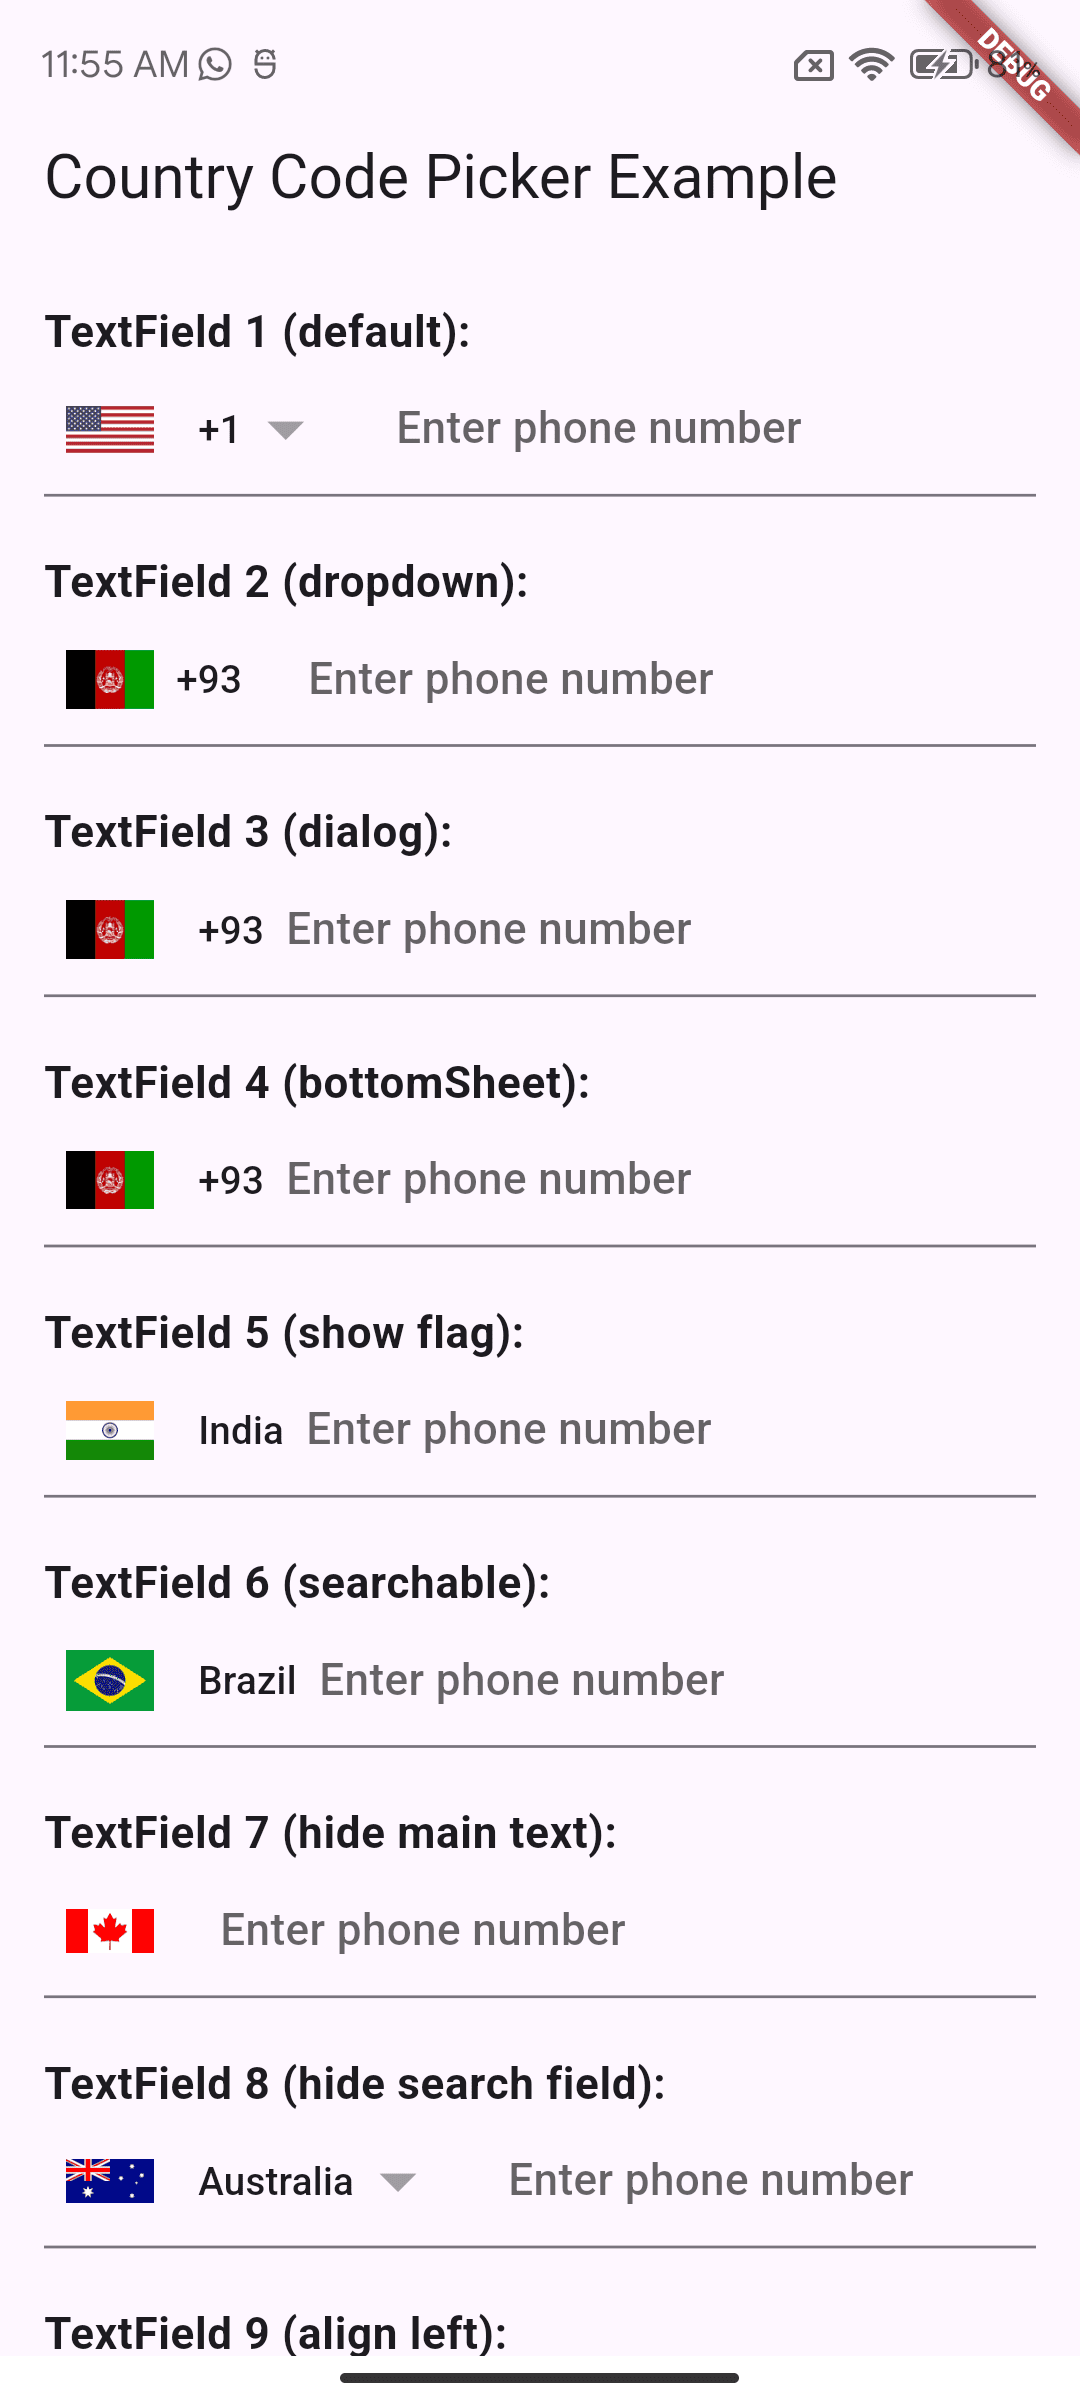 11:55 AM
DEBUG
Country Code Picker Example
TextField 1 (default):
+1 Enter phone number
TextField 2 (dropdown):
+93 Enter phone number
TextField 3 (dialog):
+93 Enter phone number
TextField 4 (bottomSheet):
+93 Enter phone number
TextField 5 (show flag):
India Enter phone number
TextField 6 (searchable):
Brazil Enter phone number
TextField 7 (hide main text):
Enter phone number
TextField 8 (hide search field):
Australia Enter phone number
TextField 9 (align left):